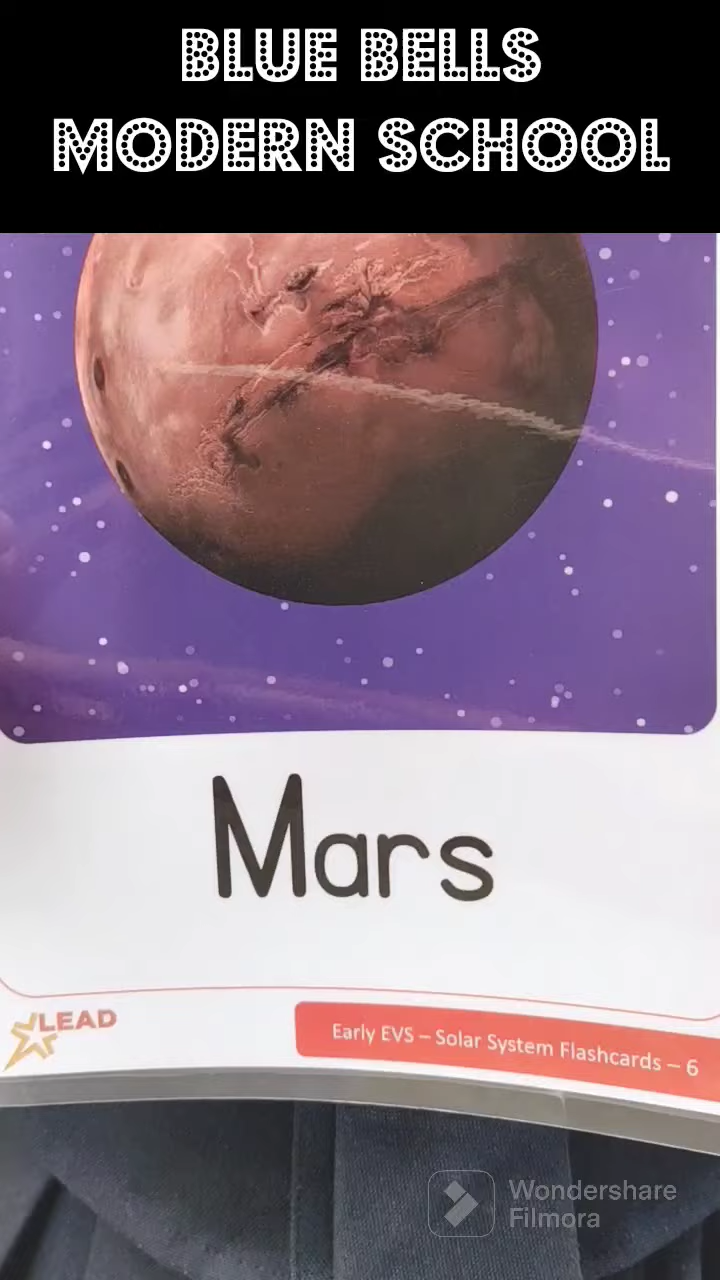 BLUE BELLS
MODERN SCHOOL
Mars
LEAD
Early EVS – Solar System Flashcards – 6
Wondershare
Filmora